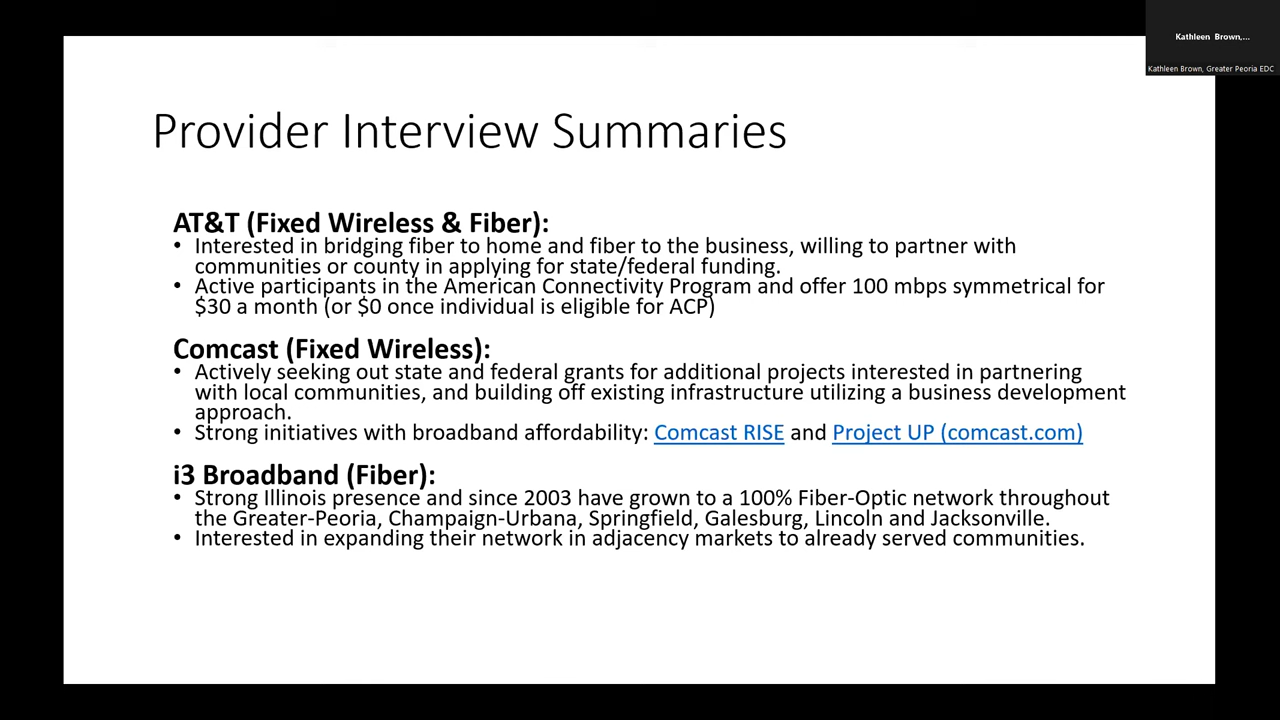 Kathleen Brown,...
Kathleen Brown, Greater Peoria EDC
Provider Interview Summaries
AT&T (Fixed Wireless & Fiber):
• Interested in bridging fiber to home and fiber to the business, willing to partner with
communities or county in applying for state/federal funding.
• Active participants in the American Connectivity Program and offer 100 mbps symmetrical for
$30 a month (or $0 once individual is eligible for ACP)
Comcast (Fixed Wireless):
• Actively seeking out state and federal grants for additional projects interested in partnering
with local communities, and building off existing infrastructure utilizing a business development
approach.
• Strong initiatives with broadband affordability: Comcast RISE and Project UP (comcast.com)
i3 Broadband (Fiber):
• Strong Illinois presence and since 2003 have grown to a 100% Fiber-Optic network throughout
the Greater-Peoria, Champaign-Urbana, Springfield, Galesburg, Lincoln and Jacksonville.
• Interested in expanding their network in adjacency markets to already served communities.